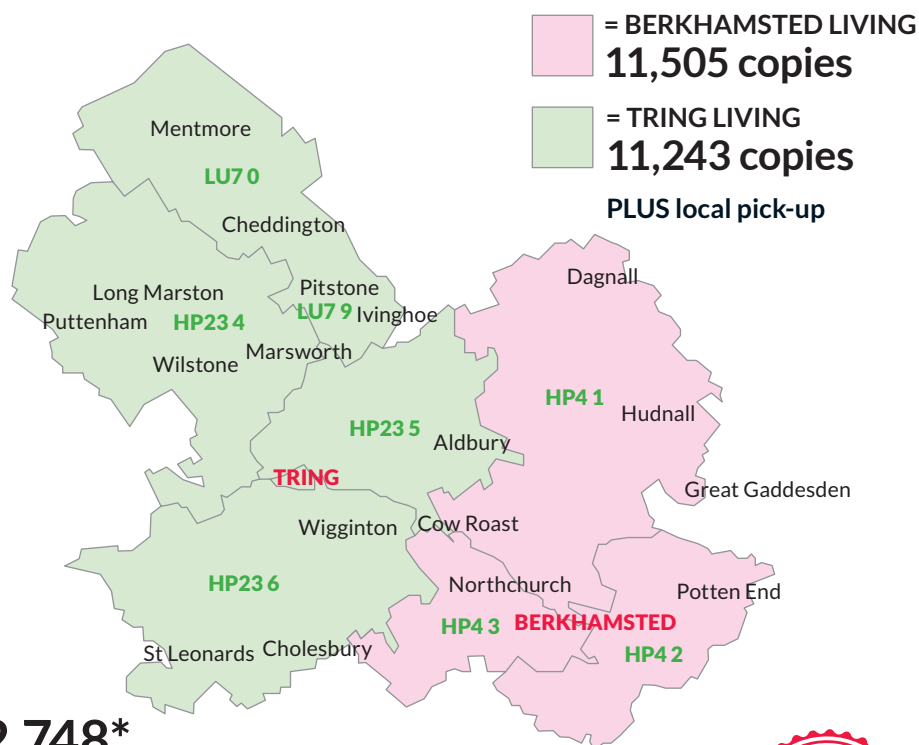 = BERKHAMSTED LIVING
11,505 copies
= TRING LIVING
11,243 copies
PLUS local pick-up
Mentmore
LU7 0
Cheddington
Dagnall
Pitstone
Long Marston
LU7 9 Ivinghoe
Puttenham HP23 4
Marsworth
Wilstone
HP4 1
Hudnall
HP23 5
Aldbury
TRING
Great Gaddesden
Wigginton
Cow Roast
HP23 6
Northchurch
Potten End
HP4 3
BERKHAMSTED
St Leonards
Cholesbury
HP4 2
748*